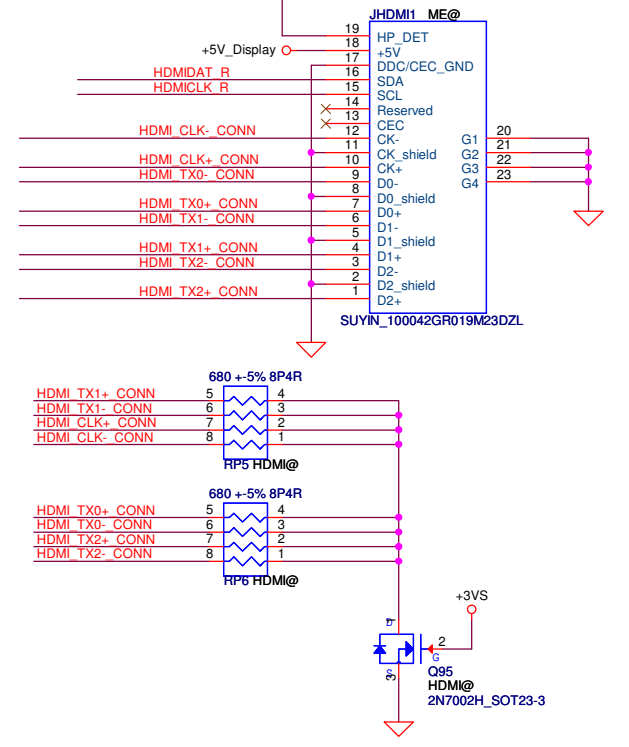 JHDMI1 ME@
19 HP_DET
+5V_Display 18 +5V
17 DDC/CEC_GND
HDMIDAT_R 16 SDA
HDMICLK_R 15 SCL
14 Reserved
13 CEC
HDMI_CLK-_CONN 12 CK- G1 20
11 CK_shield G2 21
HDMI_CLK+_CONN 10 CK+ G3 22
HDMI_TX0-_CONN 9 D0- G4 23
8 D0_shield
HDMI_TX0+_CONN 7 D0+
HDMI_TX1-_CONN 6 D1-
5 D1_shield
HDMI_TX1+_CONN 4 D1+
HDMI_TX2-_CONN 3 D2-
2 D2_shield
HDMI_TX2+_CONN 1 D2+
SUYIN_100042GR019M23DZL
680 +-5% 8P4R
HDMI_TX1+_CONN 5 4
HDMI_TX1-_CONN 6 3
HDMI_CLK+_CONN 7 2
HDMI_CLK-_CONN 8 1
RP5 HDMI@
680 +-5% 8P4R
HDMI_TX0+_CONN 5 4
HDMI_TX0-_CONN 6 3
HDMI_TX2+_CONN 7 2
HDMI_TX2-_CONN 8 1
RP6 HDMI@
+3VS
D 1
2
G
S 3
Q95
HDMI@
2N7002H_SOT23-3